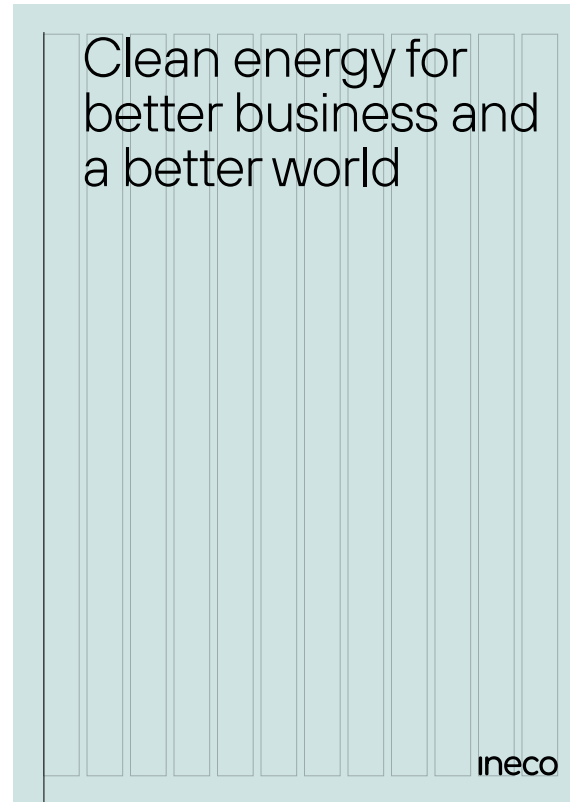 Clean energy for
better business and
a better world
ineco